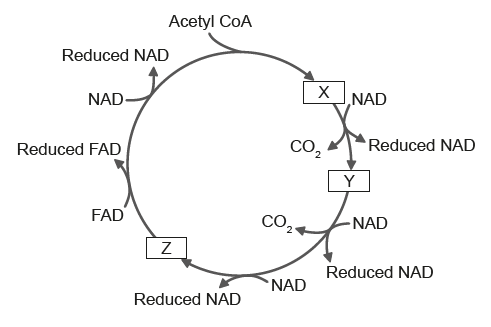 Acetyl CoA
Reduced NAD
NAD
X
NAD
CO2
Reduced NAD
Reduced FAD
Y
FAD
CO2
NAD
Z
Reduced NAD
NAD
Reduced NAD